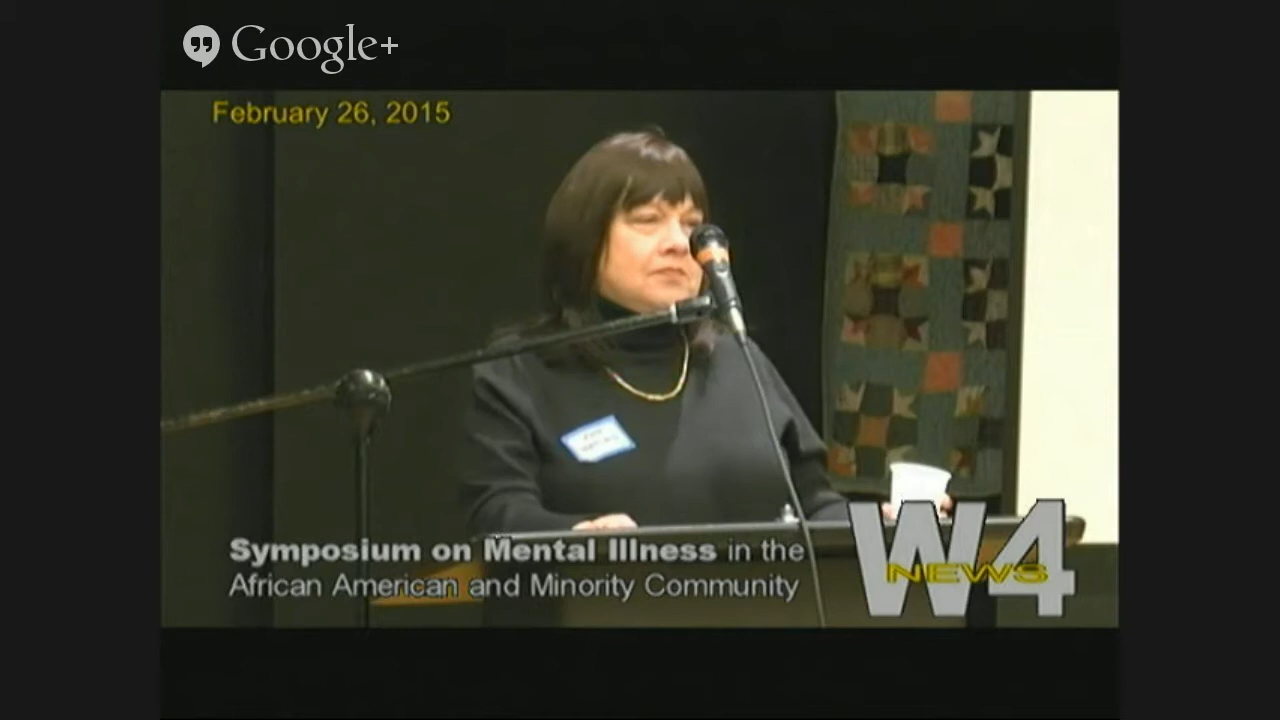 Google+
February 26, 2015
Symposium on Mental Illness in the
African American and Minority Community
W4
NEWS